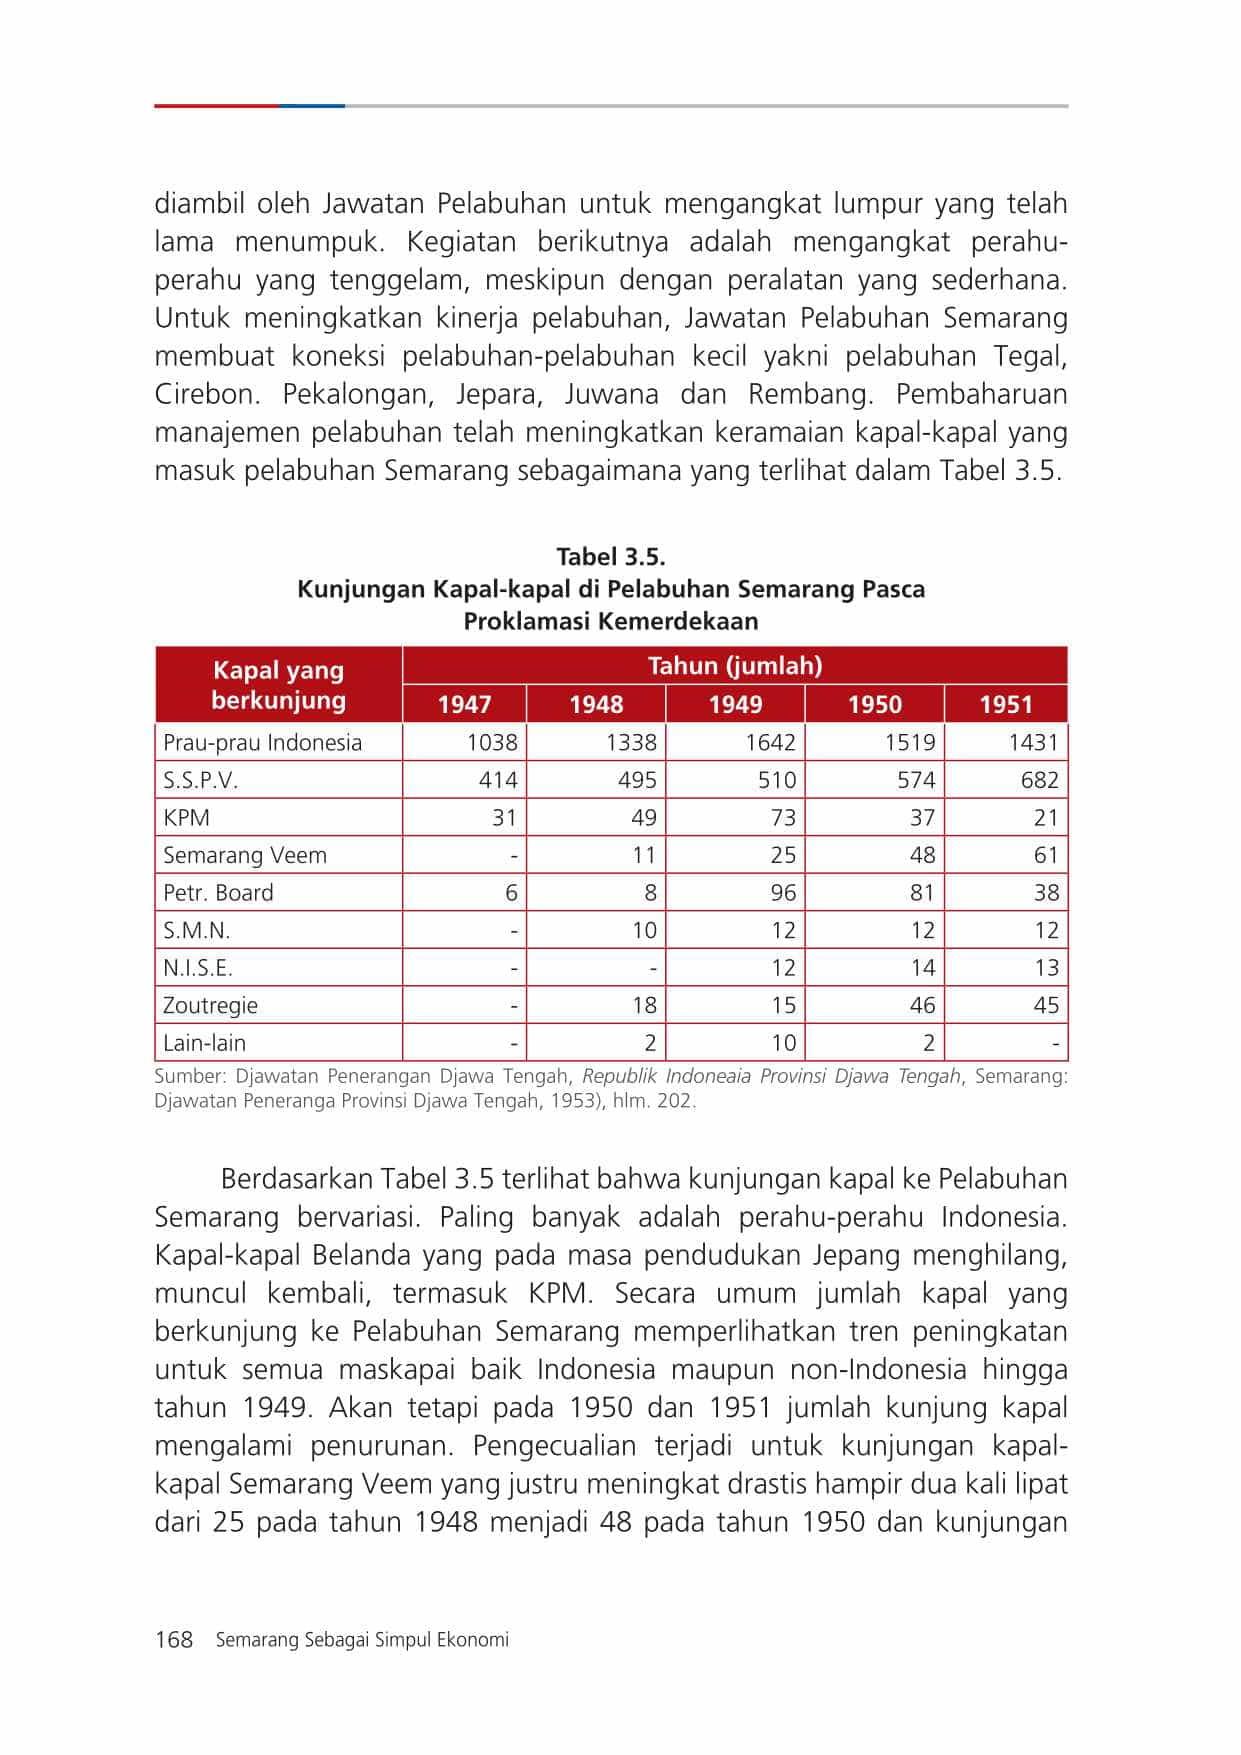 diambil oleh Jawatan Pelabuhan untuk mengangkat lumpur yang telah
lama menumpuk. Kegiatan berikutnya adalah mengangkat perahu-
perahu yang tenggelam, meskipun dengan peralatan yang sederhana.
Untuk meningkatkan kinerja pelabuhan, Jawatan Pelabuhan Semarang
membuat koneksi pelabuhan-pelabuhan kecil yakni pelabuhan Tegal,
Cirebon. Pekalongan, Jepara, Juwana dan Rembang. Pembaharuan
manajemen pelabuhan telah meningkatkan keramaian kapal-kapal yang
masuk pelabuhan Semarang sebagaimana yang terlihat dalam Tabel 3.5.
Tabel 3.5.
Kunjungan Kapal-kapal di Pelabuhan Semarang Pasca
Proklamasi Kemerdekaan
Kapal yang berkunjung Tahun (jumlah)
1947 1948 1949 1950 1951
Prau-prau Indonesia 1038 1338 1642 1519 1431
S.S.P.V. 414 495 510 574 682
KPM 31 49 73 37 21
Semarang Veem - 11 25 48 61
Petr. Board 6 8 96 81 38
S.M.N. - 10 12 12 12
N.I.S.E. - - 12 14 13
Zoutregie - 18 15 46 45
Lain-lain - 2 10 2 -
Sumber: Djawatan Penerangan Djawa Tengah, Republik Indoneaia Provinsi Djawa Tengah, Semarang:
Djawatan Peneranga Provinsi Djawa Tengah, 1953), hlm. 202.
Berdasarkan Tabel 3.5 terlihat bahwa kunjungan kapal ke Pelabuhan
Semarang bervariasi. Paling banyak adalah perahu-perahu Indonesia.
Kapal-kapal Belanda yang pada masa pendudukan Jepang menghilang,
muncul kembali, termasuk KPM. Secara umum jumlah kapal yang
berkunjung ke Pelabuhan Semarang memperlihatkan tren peningkatan
untuk semua maskapai baik Indonesia maupun non-Indonesia hingga
tahun 1949. Akan tetapi pada 1950 dan 1951 jumlah kunjung kapal
mengalami penurunan. Pengecualian terjadi untuk kunjungan kapal-
kapal Semarang Veem yang justru meningkat drastis hampir dua kali lipat
dari 25 pada tahun 1948 menjadi 48 pada tahun 1950 dan kunjungan
168 Semarang Sebagai Simpul Ekonomi